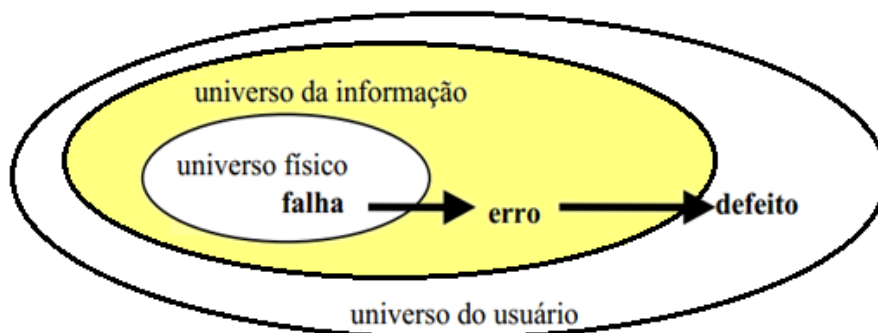 universo da informação
universo físico
falha
erro
defeito
universo do usuário